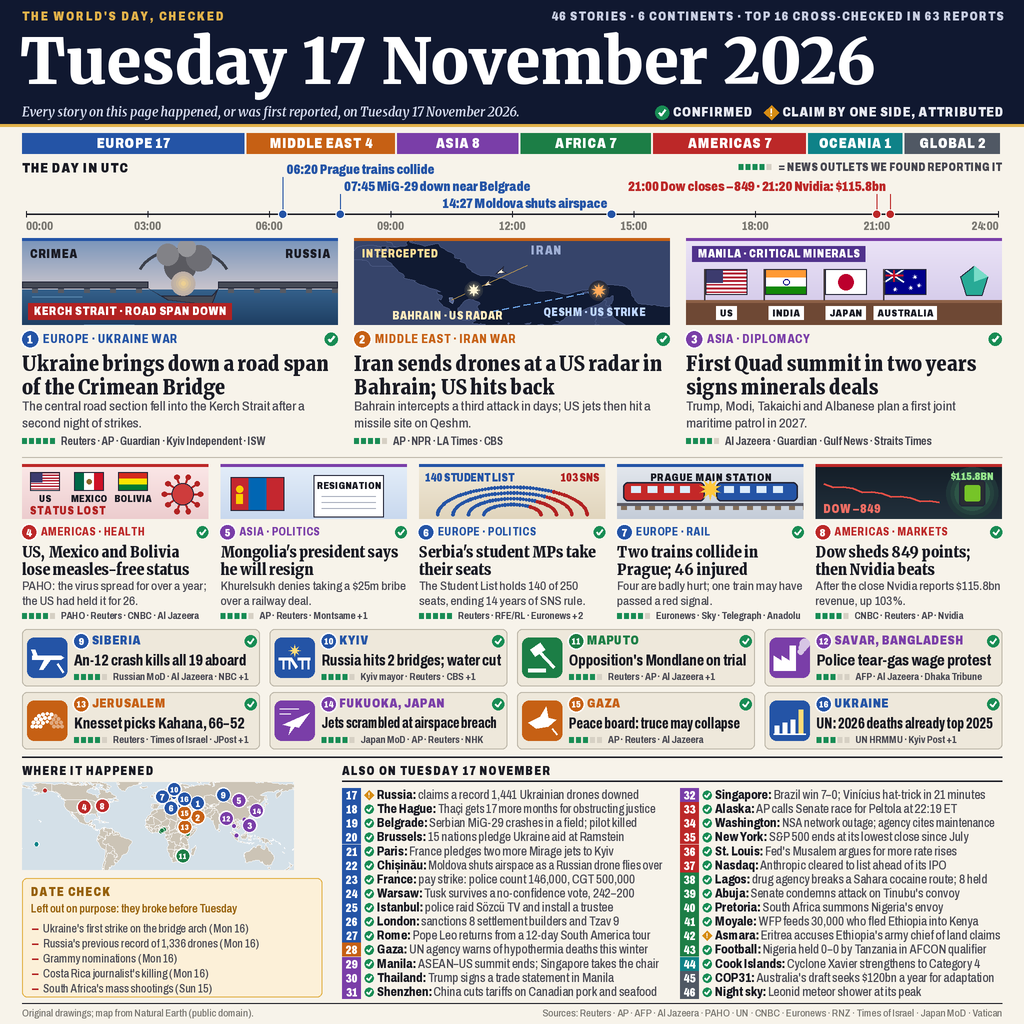 THE WORLD'S DAY, CHECKED
46 STORIES · 6 CONTINENTS · TOP 16 CROSS-CHECKED IN 63 REPORTS
Tuesday 17 November 2026
Every story on this page happened, or was first reported, on Tuesday 17 November 2026.
CONFIRMED
! CLAIM BY ONE SIDE, ATTRIBUTED
EUROPE 17
MIDDLE EAST 4
ASIA 8
AFRICA 7
AMERICAS 7
OCEANIA 1
GLOBAL 2
THE DAY IN UTC
06:20 Prague trains collide
= NEWS OUTLETS WE FOUND REPORTING IT
07:45 MiG-29 down near Belgrade
21:00 Dow closes −849 · 21:20 Nvidia: $115.8bn
14:27 Moldova shuts airspace
00:00
03:00
06:00
09:00
12:00
15:00
18:00
21:00
24:00
CRIMEA
RUSSIA
KERCH STRAIT · ROAD SPAN DOWN
1 EUROPE · UKRAINE WAR
Ukraine brings down a road span
of the Crimean Bridge
The central road section fell into the Kerch Strait after a
second night of strikes.
Reuters · AP · Guardian · Kyiv Independent · ISW
INTERCEPTED
IRAN
BAHRAIN · US RADAR
QESHM · US STRIKE
2 MIDDLE EAST · IRAN WAR
Iran sends drones at a US radar in
Bahrain; US hits back
Bahrain intercepts a third attack in days; US jets then hit a
missile site on Qeshm.
AP · NPR · LA Times · CBS
MANILA · CRITICAL MINERALS
US
INDIA
JAPAN
AUSTRALIA
3 ASIA · DIPLOMACY
First Quad summit in two years
signs minerals deals
Trump, Modi, Takaichi and Albanese plan a first joint
maritime patrol in 2027.
Al Jazeera · Guardian · Gulf News · Straits Times
US
MEXICO
BOLIVIA
STATUS LOST
4 AMERICAS · HEALTH
US, Mexico and Bolivia
lose measles-free status
PAHO: the virus spread for over a year;
the US had held it for 26.
PAHO · Reuters · CNBC · Al Jazeera
RESIGNATION
5 ASIA · POLITICS
Mongolia's president says
he will resign
Khurelsukh denies taking a $25m bribe
over a railway deal.
AP · Reuters · Montsame +1
140 STUDENT LIST
103 SNS
6 EUROPE · POLITICS
Serbia's student MPs take
their seats
The Student List holds 140 of 250
seats, ending 14 years of SNS rule.
Reuters · RFE/RL · Euronews +2
PRAGUE MAIN STATION
7 EUROPE · RAIL
Two trains collide in
Prague; 46 injured
Four are badly hurt; one train may have
passed a red signal.
Euronews · Sky · Telegraph · Anadolu
$115.8BN
DOW −849
8 AMERICAS · MARKETS
Dow sheds 849 points;
then Nvidia beats
After the close Nvidia reports $115.8bn
revenue, up 103%.
CNBC · Reuters · AP · Nvidia
9 SIBERIA
An-12 crash kills all 19 aboard
Russian MoD · Al Jazeera · NBC +1
10 KYIV
Russia hits 2 bridges; water cut
Kyiv mayor · Reuters · CBS +1
11 MAPUTO
Opposition's Mondlane on trial
Reuters · AP · Al Jazeera +1
12 SAVAR, BANGLADESH
Police tear-gas wage protest
AFP · Al Jazeera · Dhaka Tribune
13 JERUSALEM
Knesset picks Kahana, 66–52
Reuters · Times of Israel · JPost +1
14 FUKUOKA, JAPAN
Jets scrambled at airspace breach
Japan MoD · AP · Reuters · NHK
15 GAZA
Peace board: truce may collapse
AP · Reuters · Al Jazeera
16 UKRAINE
UN: 2026 deaths already top 2025
UN HRMMU · Kyiv Post +1
WHERE IT HAPPENED
4
8
7
10
16
6
1
15
2
13
9
5
14
12
3
11
DATE CHECK
Left out on purpose: they broke before Tuesday
– Ukraine's first strike on the bridge arch (Mon 16)
– Russia's previous record of 1,336 drones (Mon 16)
– Grammy nominations (Mon 16)
– Costa Rica journalist's killing (Mon 16)
– South Africa's mass shootings (Sun 15)
ALSO ON TUESDAY 17 NOVEMBER
17 ! Russia: claims a record 1,441 Ukrainian drones downed
18 The Hague: Thaçi gets 17 more months for obstructing justice
19 Belgrade: Serbian MiG-29 crashes in a field; pilot killed
20 Brussels: 15 nations pledge Ukraine aid at Ramstein
21 Paris: France pledges two more Mirage jets to Kyiv
22 Chișinău: Moldova shuts airspace as a Russian drone flies over
23 France: pay strike: police count 146,000, CGT 500,000
24 Warsaw: Tusk survives a no-confidence vote, 242–200
25 Istanbul: police raid Sözcü TV and install a trustee
26 London: sanctions 8 settlement builders and Tzav 9
27 Rome: Pope Leo returns from a 12-day South America tour
28 Gaza: UN agency warns of hypothermia deaths this winter
29 Manila: ASEAN–US summit ends; Singapore takes the chair
30 Thailand: Trump signs a trade statement in Manila
31 Shenzhen: China cuts tariffs on Canadian pork and seafood
32 Singapore: Brazil win 7–0; Vinícius hat-trick in 21 minutes
33 Alaska: AP calls Senate race for Peltola at 22:19 ET
34 Washington: NSA network outage; agency cites maintenance
35 New York: S&P 500 ends at its lowest close since July
36 St. Louis: Fed's Musalem argues for more rate rises
37 Nasdaq: Anthropic cleared to list ahead of its IPO
38 Lagos: drug agency breaks a Sahara cocaine route; 8 held
39 Abuja: Senate condemns attack on Tinubu's convoy
40 Pretoria: South Africa summons Nigeria's envoy
41 Moyale: WFP feeds 30,000 who fled Ethiopia into Kenya
42 ! Asmara: Eritrea accuses Ethiopia's army chief of land claims
43 Football: Nigeria held 0–0 by Tanzania in AFCON qualifier
44 Cook Islands: Cyclone Xavier strengthens to Category 4
45 COP31: Australia's draft seeks $120bn a year for adaptation
46 Night sky: Leonid meteor shower at its peak
Original drawings; map from Natural Earth (public domain).
Sources: Reuters · AP · AFP · Al Jazeera · PAHO · UN · CNBC · Euronews · RNZ · Times of Israel · Japan MoD · Vatican